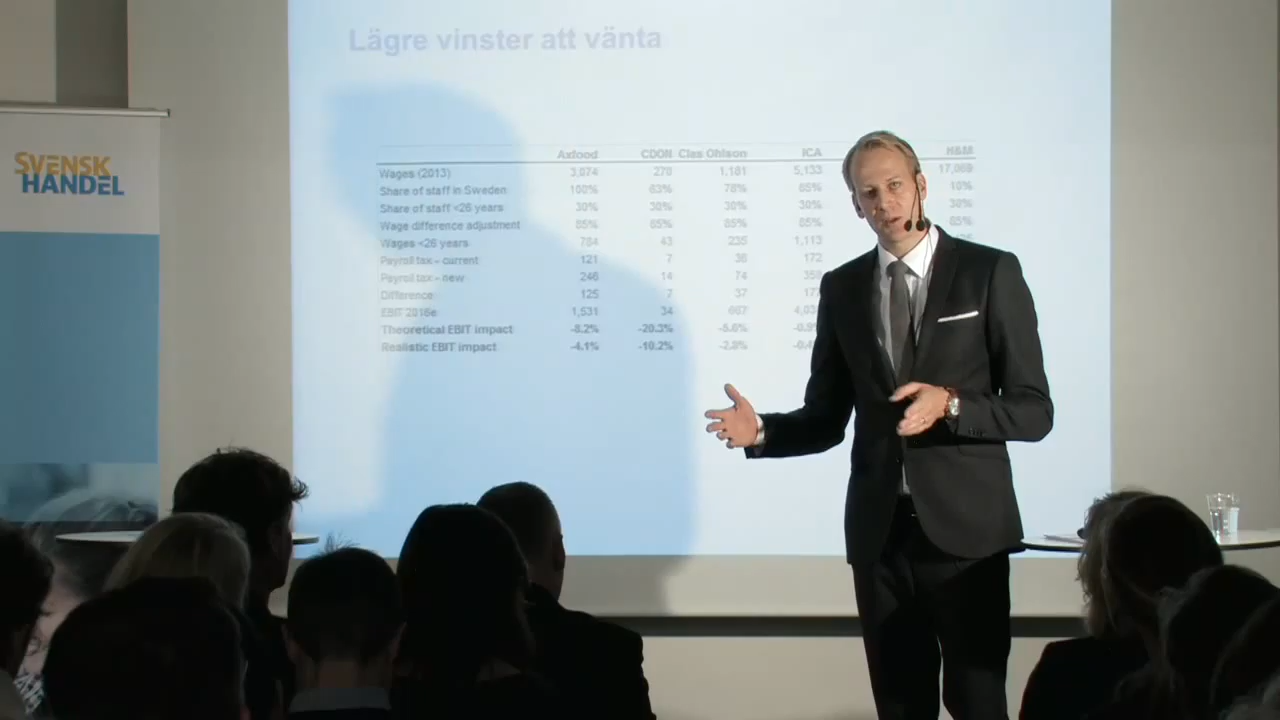 Lägre vinster att vänta
SVENSK
HANDEL
Axfood CDON Clas Ohlson ICA H&M
Wages (2013) 3,074 270 1,181 5,133 17,069
Share of staff in Sweden 100% 63% 78% 85% 10%
Share of staff <26 years 30% 30% 30% 30% 30%
Wage difference adjustment 85% 85% 85% 85% 85%
Wages <26 years 784 43 235 1,113
Payroll tax - current 121 7 36 172
Payroll tax - new 246 14 74
Difference 125 7 37
EBIT 2016e 1,531 34 667
Theoretical EBIT impact -8.2% -20.3% -5.6%
Realistic EBIT impact -4.1% -10.2% -2.8%